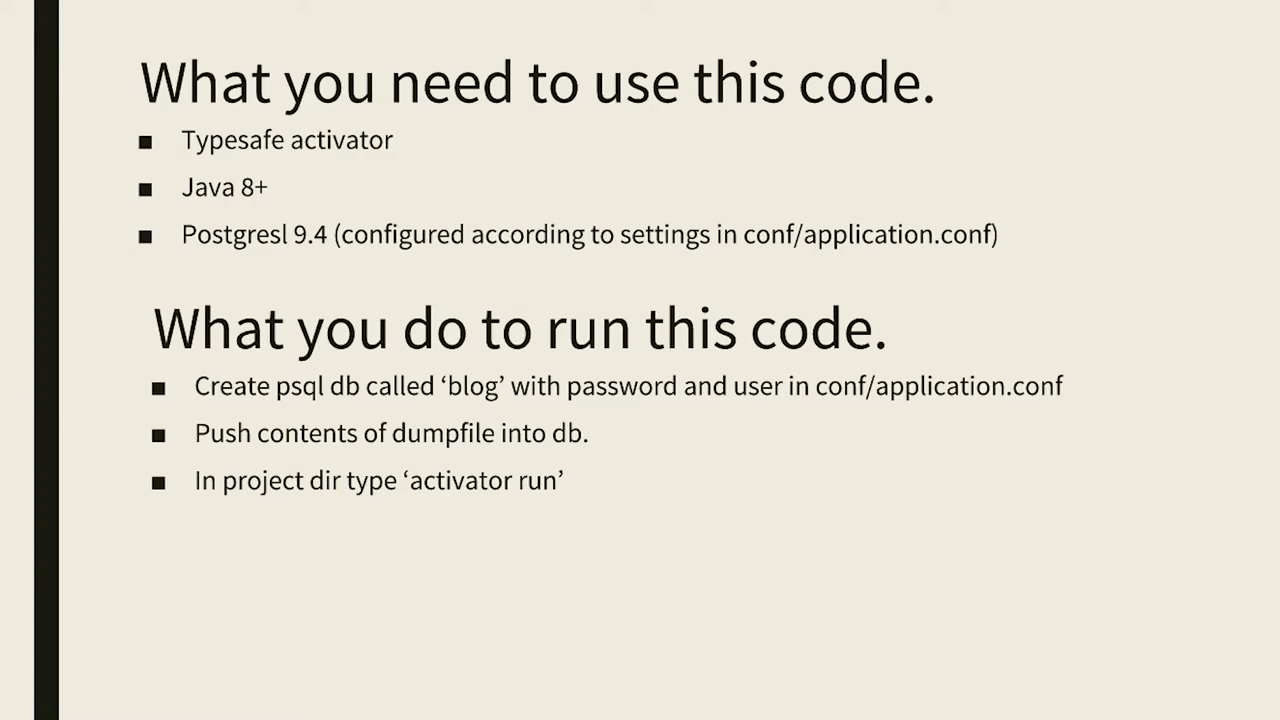 What you need to use this code.
■ Typesafe activator
■ Java 8+
■ Postgresl 9.4 (configured according to settings in conf/application.conf)
What you do to run this code.
■ Create psql db called ‘blog’ with password and user in conf/application.conf
■ Push contents of dumpfile into db.
■ In project dir type ‘activator run’